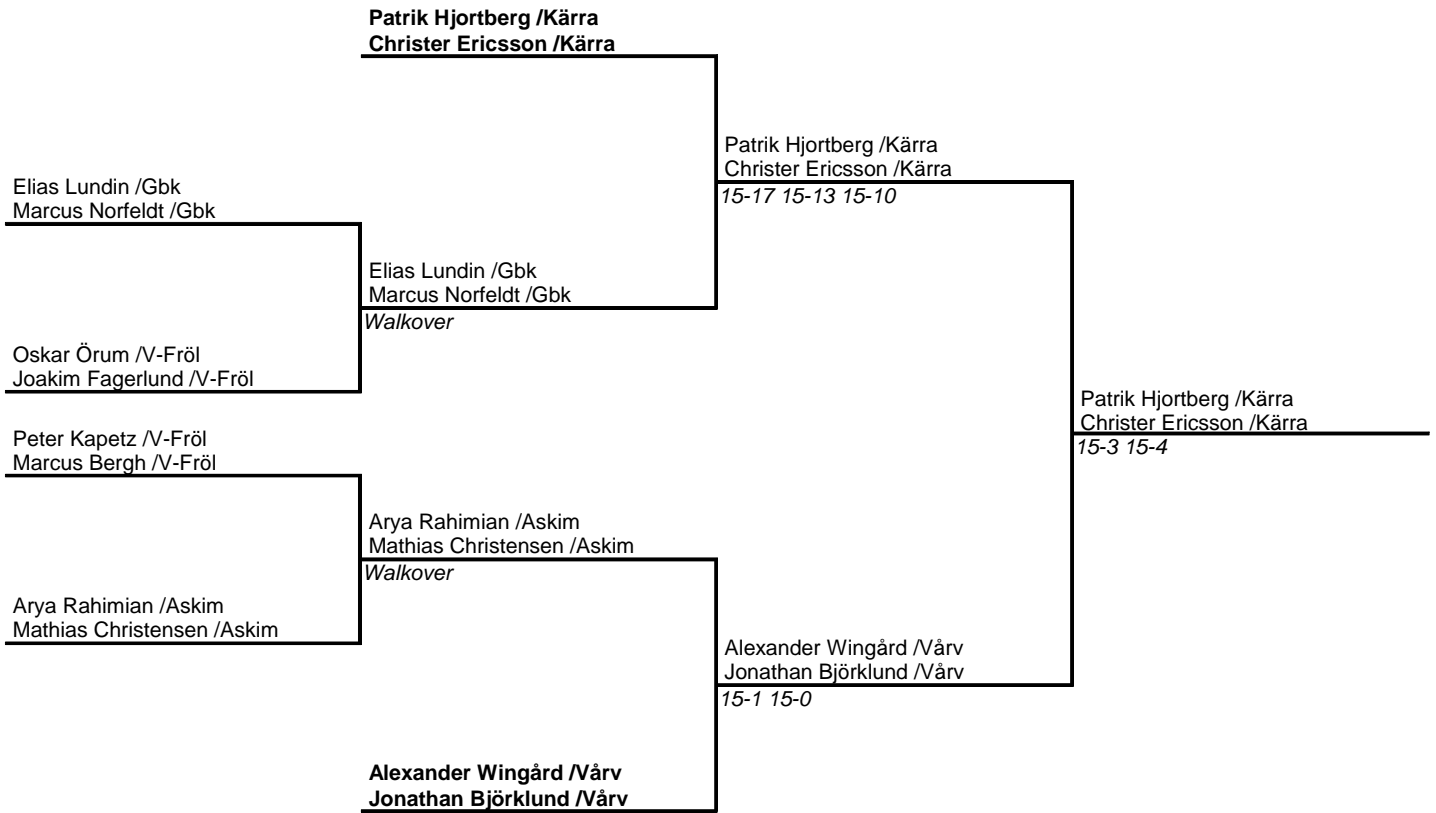 Patrik Hjortberg /Kärra
Christer Ericsson /Kärra
Patrik Hjortberg /Kärra
Christer Ericsson /Kärra
15-17 15-13 15-10
Elias Lundin /Gbk
Marcus Norfeldt /Gbk
Elias Lundin /Gbk
Marcus Norfeldt /Gbk
Walkover
Oskar Örum /V-Fröl
Joakim Fagerlund /V-Fröl
Patrik Hjortberg /Kärra
Christer Ericsson /Kärra
15-3 15-4
Peter Kapetz /V-Fröl
Marcus Bergh /V-Fröl
Arya Rahimian /Askim
Mathias Christensen /Askim
Walkover
Arya Rahimian /Askim
Mathias Christensen /Askim
Alexander Wingård /Vårv
Jonathan Björklund /Vårv
15-1 15-0
Alexander Wingård /Vårv
Jonathan Björklund /Vårv